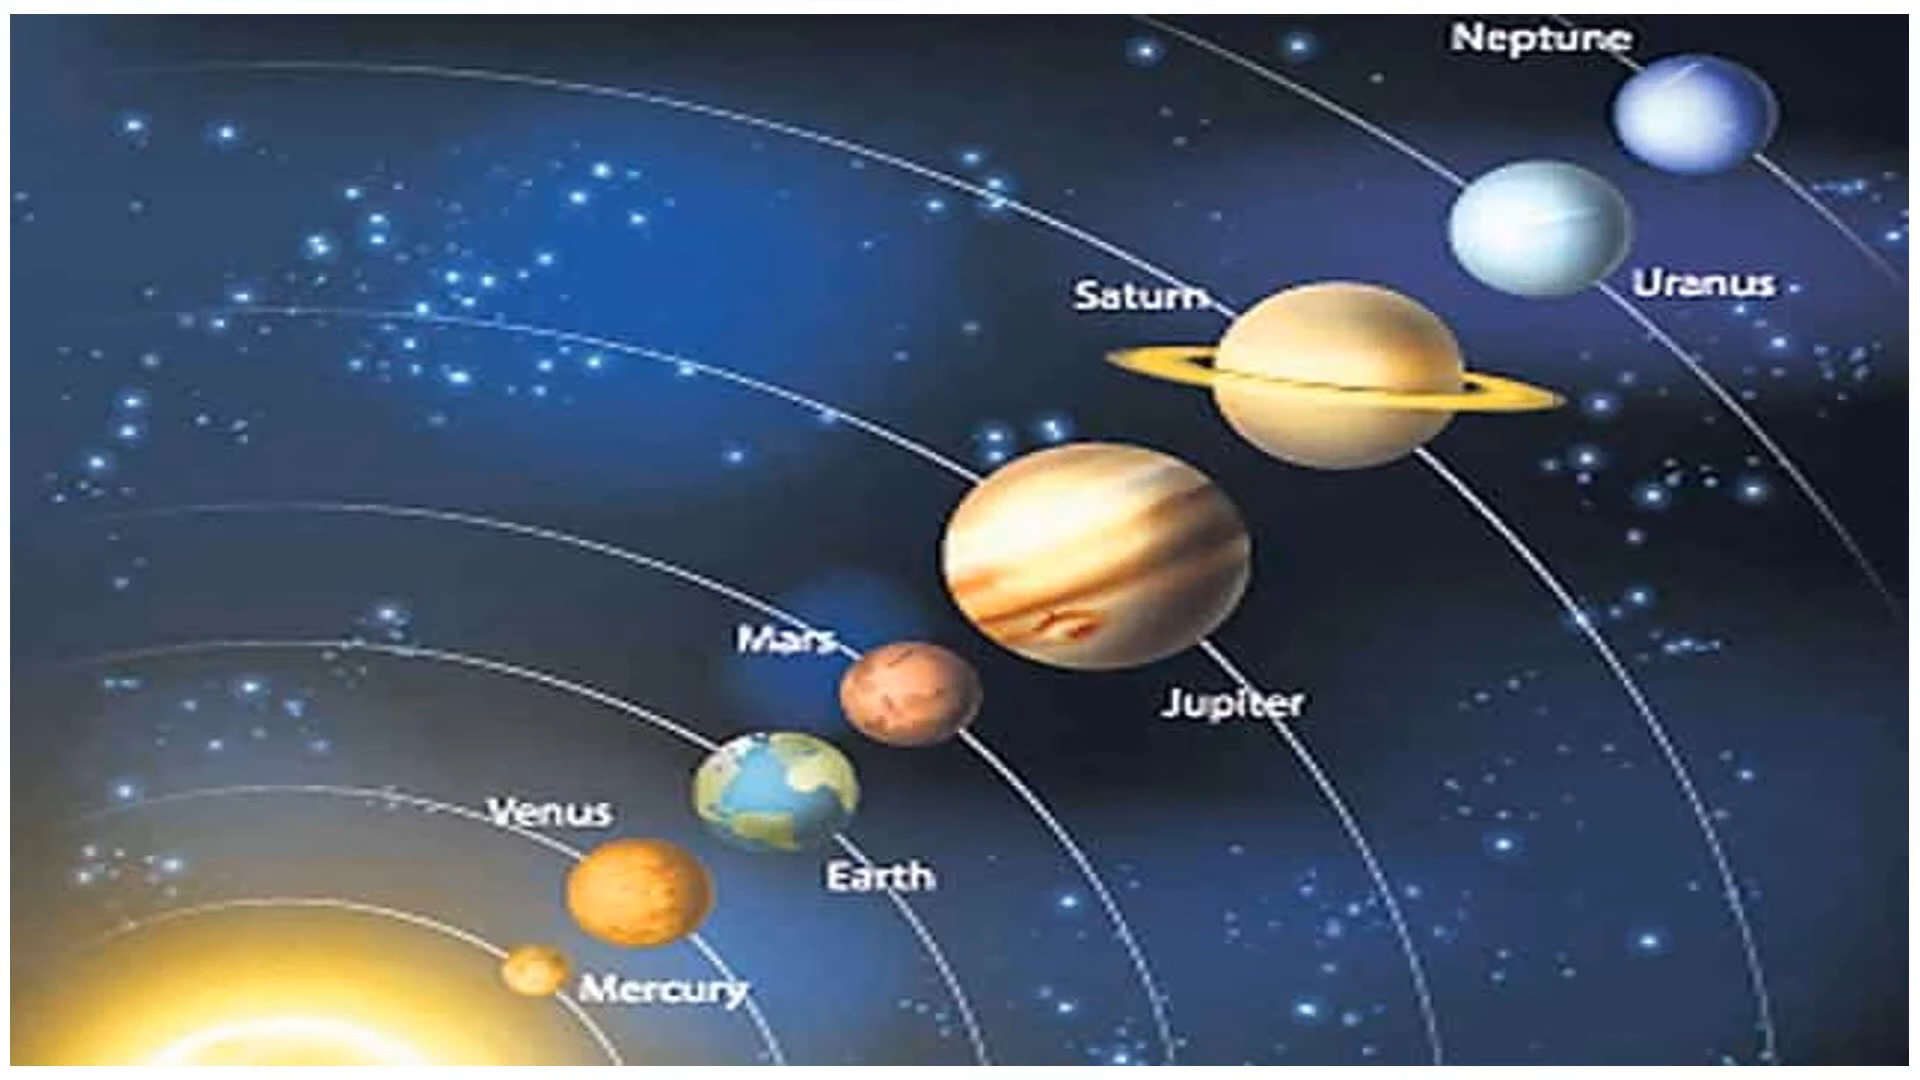 Neptune
Uranus
Saturn
Jupiter
Mars
Earth
Venus
Mercury